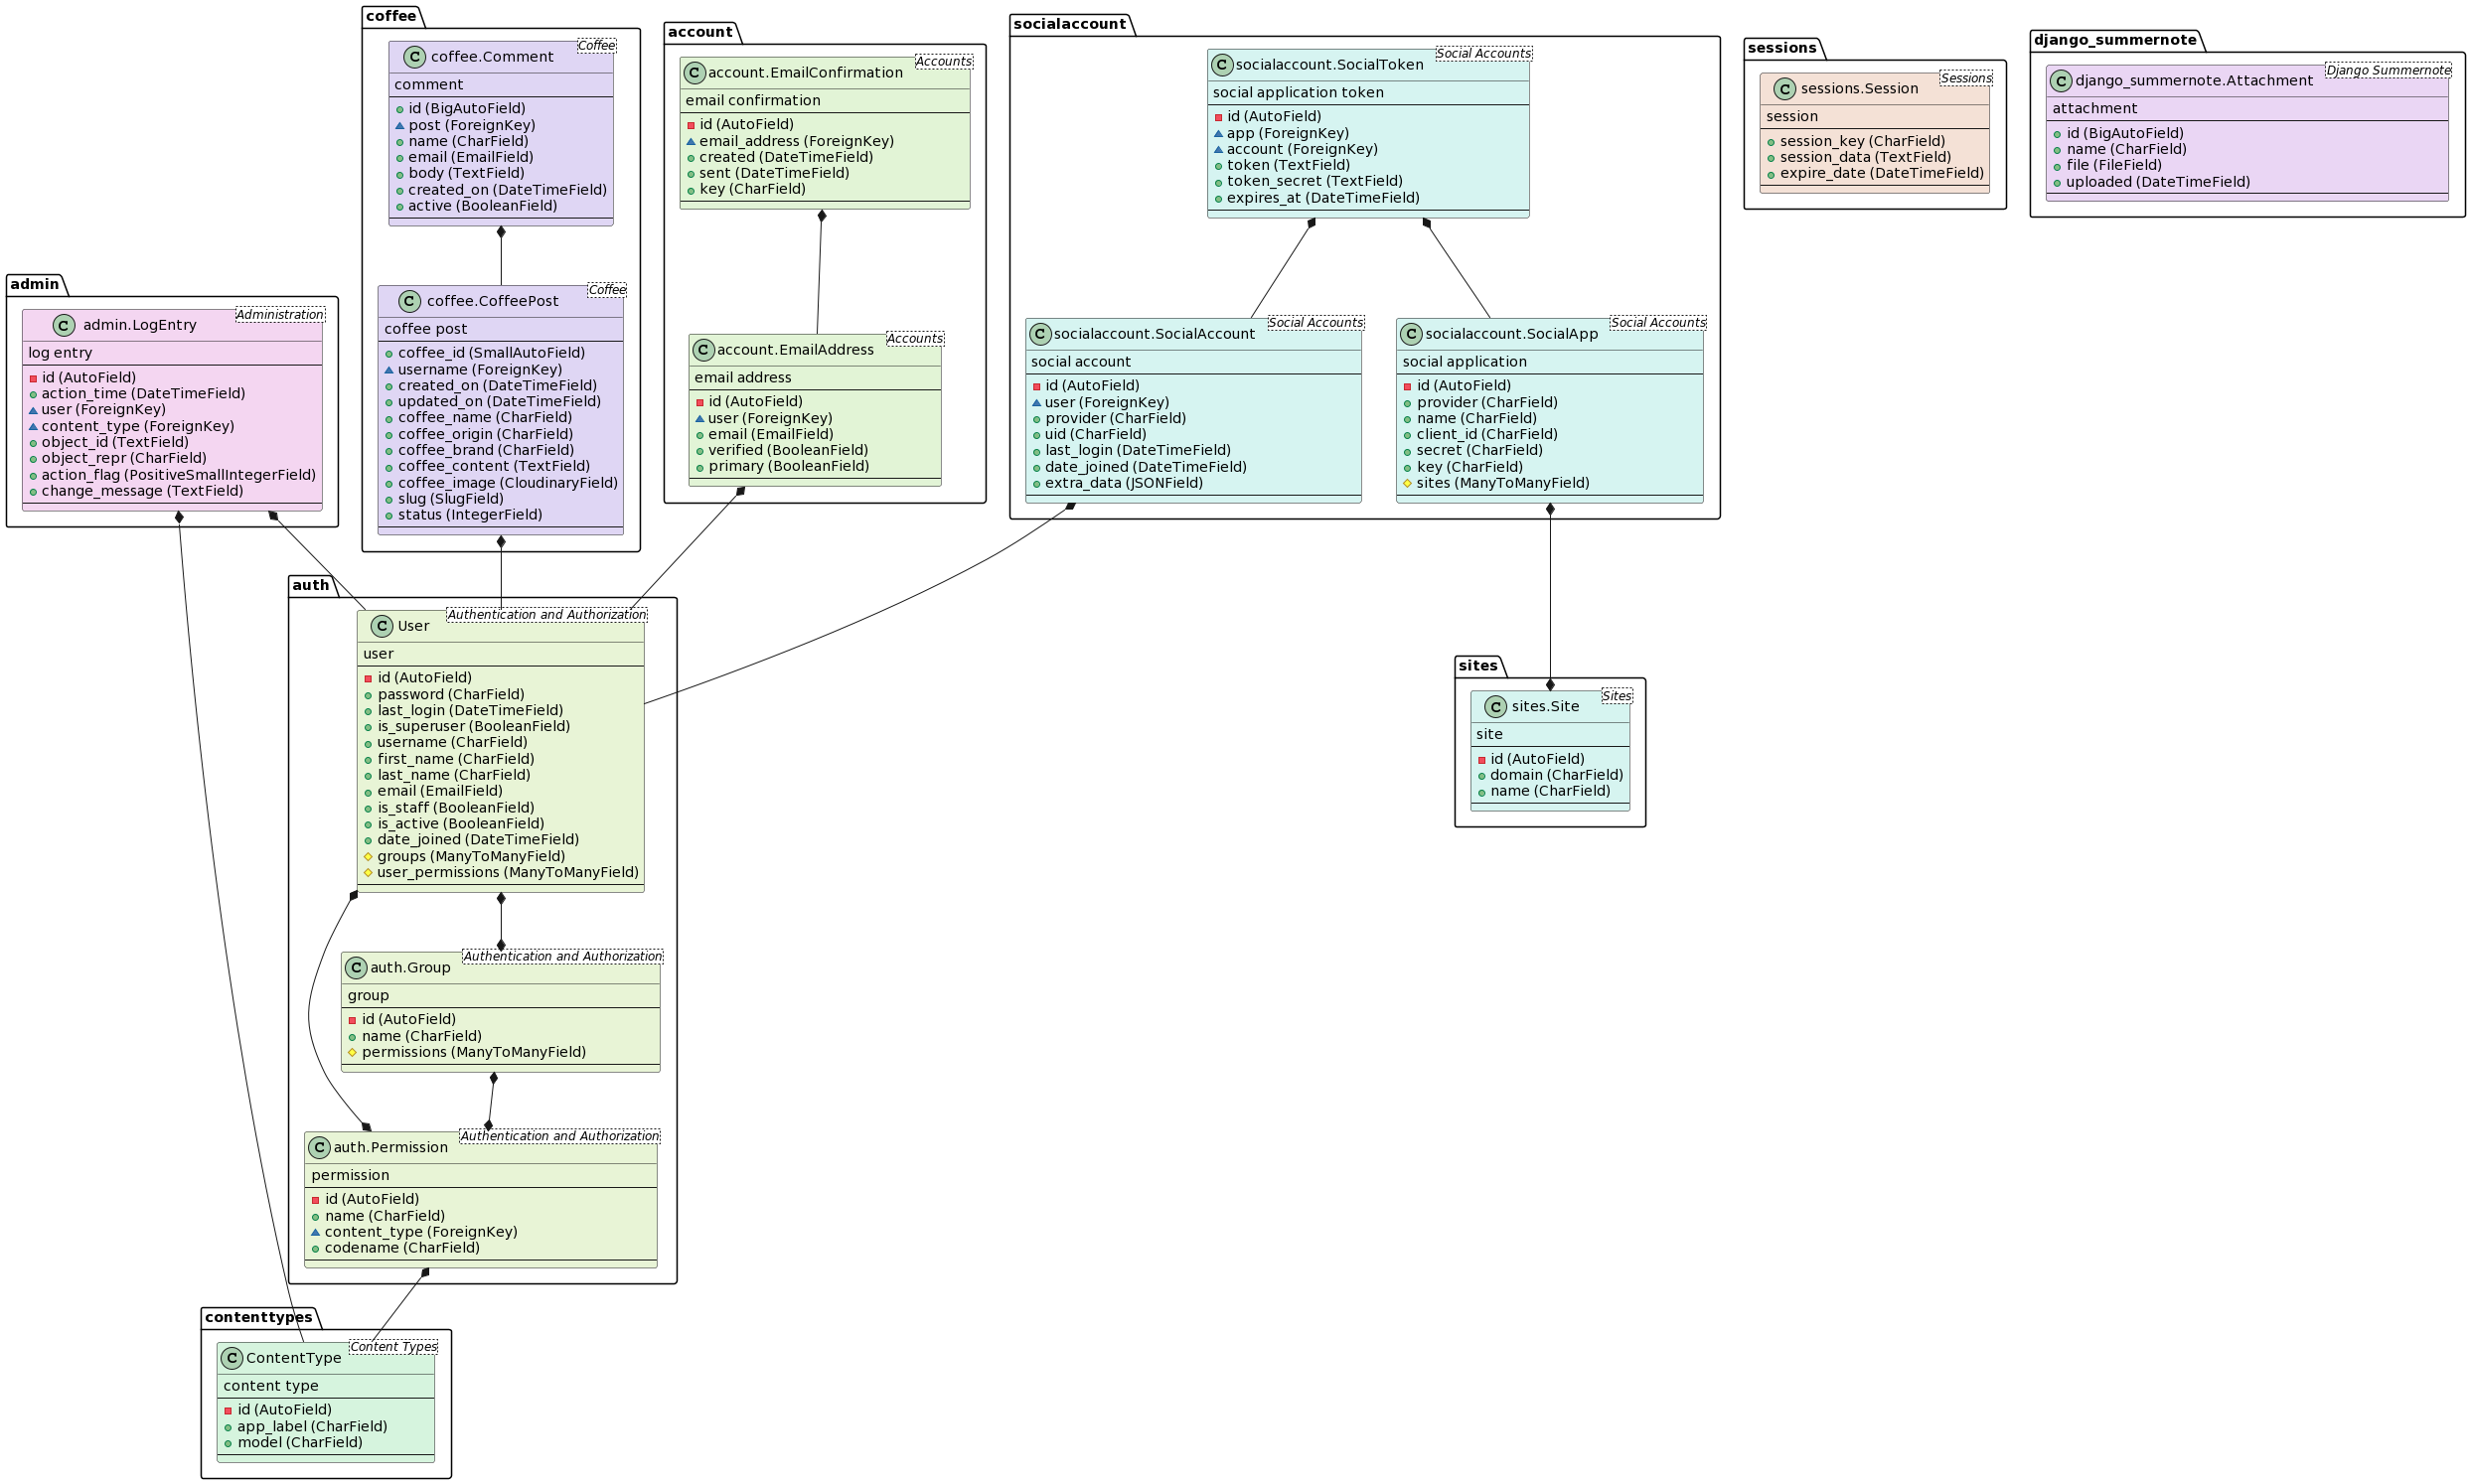 coffee
Coffee
coffee.Comment
comment
id (BigAutoField)
post (ForeignKey)
name (CharField)
email (EmailField)
body (TextField)
created_on (DateTimeField)
active (BooleanField)
Coffee
coffee.CoffeePost
coffee post
coffee_id (SmallAutoField)
username (ForeignKey)
created_on (DateTimeField)
updated_on (DateTimeField)
coffee_name (CharField)
coffee_origin (CharField)
coffee_brand (CharField)
coffee_content (TextField)
coffee_image (CloudinaryField)
slug (SlugField)
status (IntegerField)
account
Accounts
account.EmailConfirmation
email confirmation
id (AutoField)
email_address (ForeignKey)
created (DateTimeField)
sent (DateTimeField)
key (CharField)
Accounts
account.EmailAddress
email address
id (AutoField)
user (ForeignKey)
email (EmailField)
verified (BooleanField)
primary (BooleanField)
socialaccount
Social Accounts
socialaccount.SocialToken
social application token
id (AutoField)
app (ForeignKey)
account (ForeignKey)
token (TextField)
token_secret (TextField)
expires_at (DateTimeField)
Social Accounts
socialaccount.SocialAccount
social account
id (AutoField)
user (ForeignKey)
provider (CharField)
uid (CharField)
last_login (DateTimeField)
date_joined (DateTimeField)
extra_data (JSONField)
Social Accounts
socialaccount.SocialApp
social application
id (AutoField)
provider (CharField)
name (CharField)
client_id (CharField)
secret (CharField)
key (CharField)
sites (ManyToManyField)
sessions
Sessions
sessions.Session
session
session_key (CharField)
session_data (TextField)
expire_date (DateTimeField)
django_summernote
Django Summernote
django_summernote.Attachment
attachment
id (BigAutoField)
name (CharField)
file (FileField)
uploaded (DateTimeField)
admin
Administration
admin.LogEntry
log entry
id (AutoField)
action_time (DateTimeField)
user (ForeignKey)
content_type (ForeignKey)
object_id (TextField)
object_repr (CharField)
action_flag (PositiveSmallIntegerField)
change_message (TextField)
auth
Authentication and Authorization
User
user
id (AutoField)
password (CharField)
last_login (DateTimeField)
is_superuser (BooleanField)
username (CharField)
first_name (CharField)
last_name (CharField)
email (EmailField)
is_staff (BooleanField)
is_active (BooleanField)
date_joined (DateTimeField)
groups (ManyToManyField)
user_permissions (ManyToManyField)
Authentication and Authorization
auth.Group
group
id (AutoField)
name (CharField)
permissions (ManyToManyField)
Authentication and Authorization
auth.Permission
permission
id (AutoField)
name (CharField)
content_type (ForeignKey)
codename (CharField)
sites
Sites
sites.Site
site
id (AutoField)
domain (CharField)
name (CharField)
contenttypes
Content Types
ContentType
content type
id (AutoField)
app_label (CharField)
model (CharField)